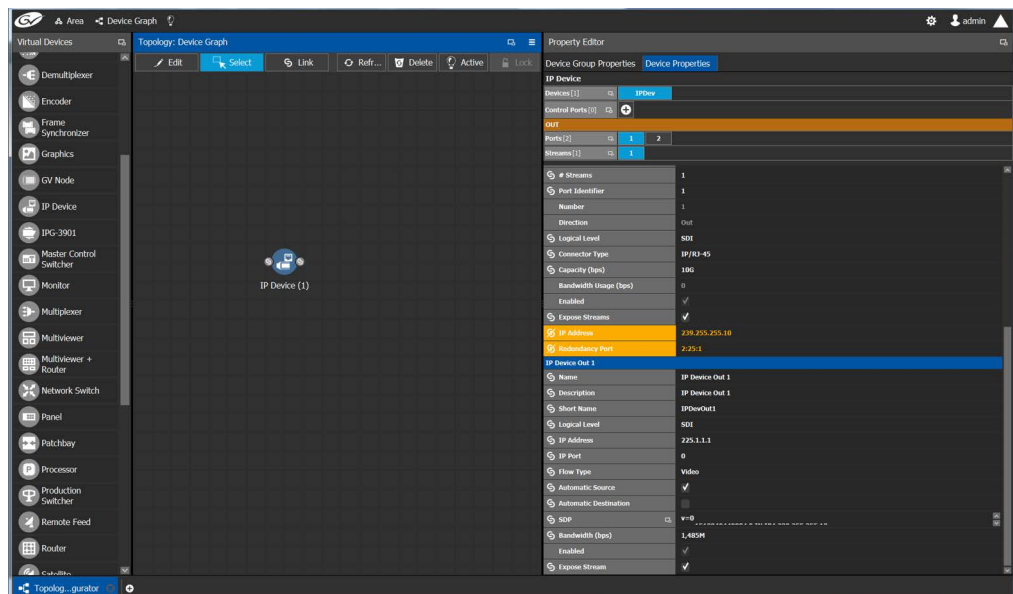 GV Area Device Graph admin
Virtual Devices
Demultiplexer
Encoder
Frame
Synchronizer
Graphics
GV Node
IP Device
IPG-3901
Master Control
Switcher
Monitor
Multiplexer
Multiviewer
Multiviewer +
Router
Network Switch
Panel
Patchbay
Processor
Production
Switcher
Remote Feed
Router
Satellite
Topology: Device Graph
Edit Select Link Refr... Delete Active Lock
IP Device (1)
Property Editor
Device Group Properties Device Properties
IP Device
Devices [1] IPDev
Control Ports [0]
OUT
Ports [2] 1 2
Streams [1] 1
# Streams 1
Port Identifier 1
Number 1
Direction Out
Logical Level SDI
Connector Type IP/RJ-45
Capacity (bps) 10G
Bandwidth Usage (bps) 0
Enabled
Expose Streams
IP Address 239.255.255.10
Redundancy Port 2:25:1
IP Device Out 1
Name IP Device Out 1
Description IP Device Out 1
Short Name IPDevOut1
Logical Level SDI
IP Address 225.1.1.1
IP Port 0
Flow Type Video
Automatic Source
Automatic Destination
SDP v=0
Bandwidth (bps) 1,485M
Enabled
Expose Stream
Topolog...gurator